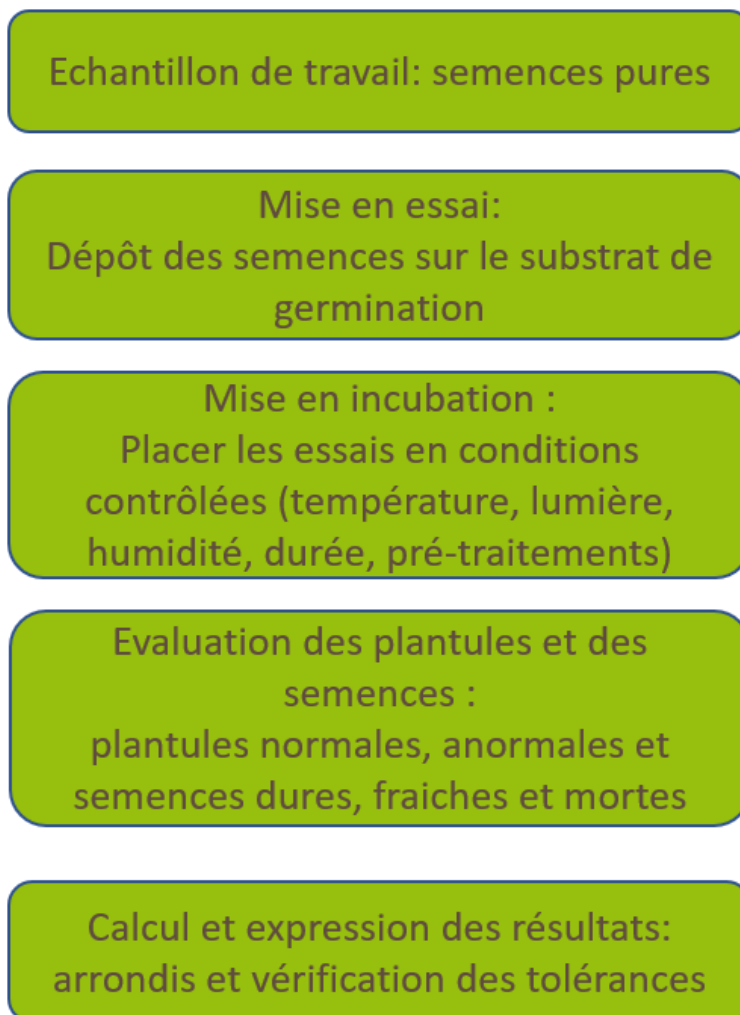 Echantillon de travail: semences pures
Mise en essai:
Dépôt des semences sur le substrat de
germination
Mise en incubation :
Placer les essais en conditions
contrôlées (température, lumière,
humidité, durée, pré-traitements)
Evaluation des plantules et des
semences :
plantules normales, anormales et
semences dures, fraiches et mortes
Calcul et expression des résultats:
arrondis et vérification des tolérances